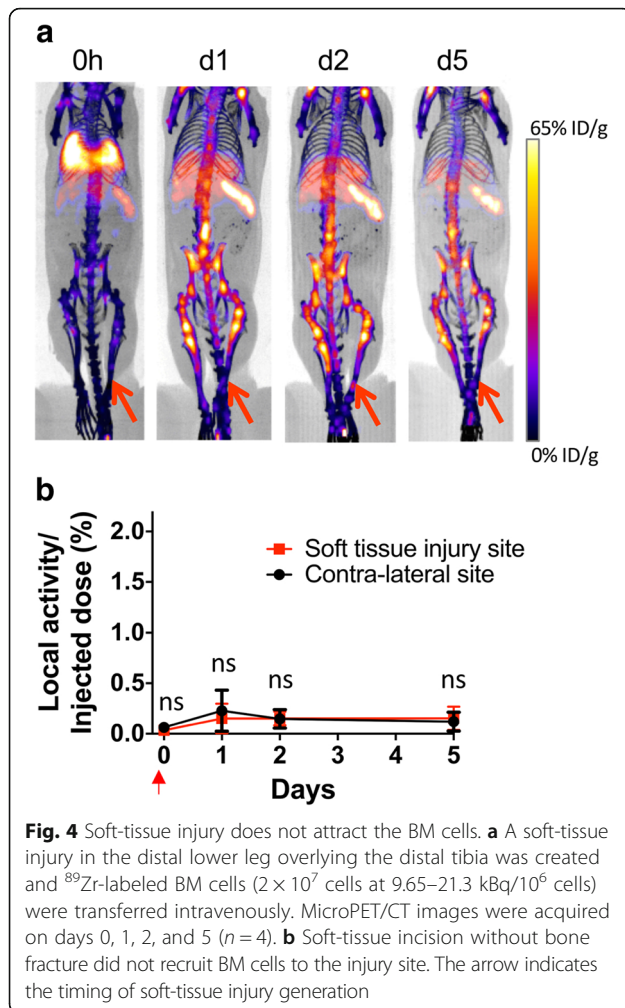 a
0h d1 d2 d5
65% ID/g
0% ID/g
b
Local activity/
Injected dose (%)
2.0
1.5
1.0
0.5
0.0
Soft tissue injury site
Contra-lateral site
ns ns ns ns
0 1 2 3 4 5
Days
Fig. 4 Soft-tissue injury does not attract the BM cells. a A soft-tissue
injury in the distal lower leg overlying the distal tibia was created
and ⁸⁹Zr-labeled BM cells (2 × 10⁷ cells at 9.65–21.3 kBq/10⁶ cells)
were transferred intravenous. MicroPET/CT images were acquired
on days 0, 1, 2, and 5 (n = 4). b Soft-tissue incision without bone
fracture did not recruit BM cells to the injury site. The arrow indicates
the timing of soft-tissue injury generation